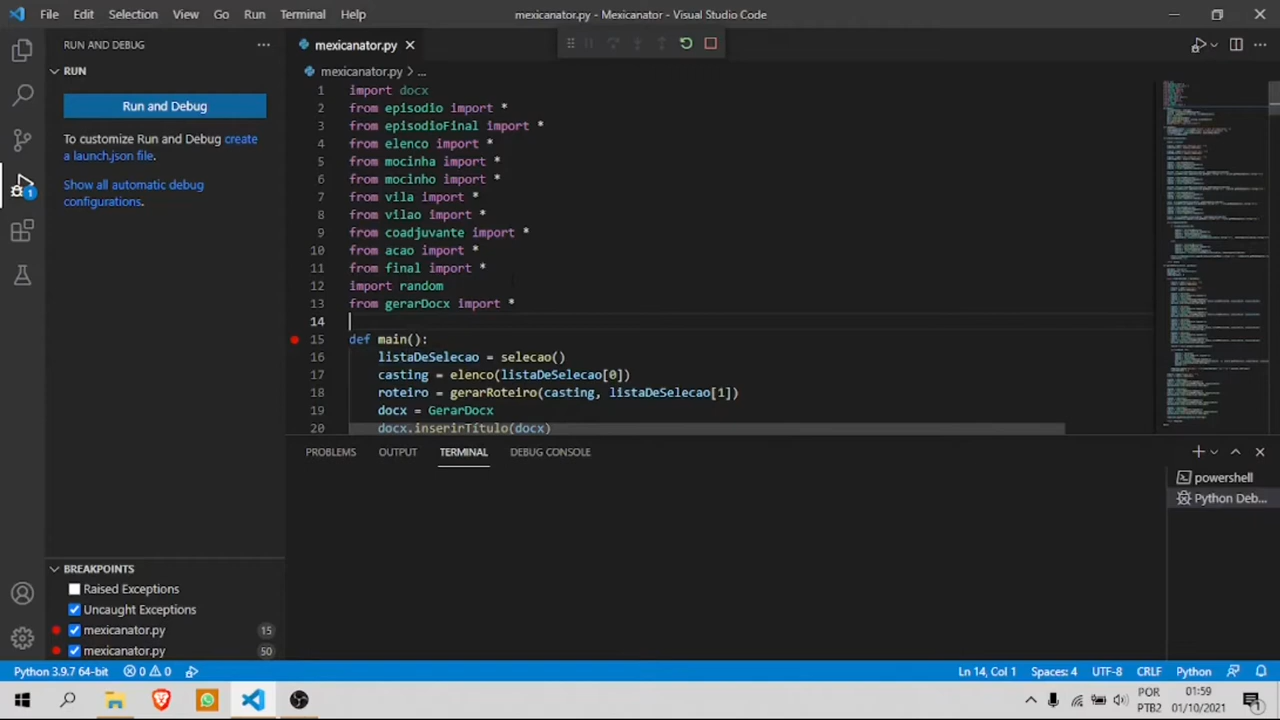 File Edit Selection View Go Run Terminal Help
mexicanator.py - Mexicanator - Visual Studio Code
RUN AND DEBUG
RUN
Run and Debug
To customize Run and Debug create
a launch.json file.
Show all automatic debug
configurations.
BREAKPOINTS
Raised Exceptions
Uncaught Exceptions
mexicanator.py 15
mexicanator.py 50
mexicanator.py
mexicanator.py > ...
1 import docx
2 from episodio import *
3 from episodioFinal import *
4 from elenco import *
5 from mocinha import *
6 from mocinho import *
7 from vila import *
8 from vilao import *
9 from coadjuvante import *
10 from acao import *
11 from final import *
12 import random
13 from gerarDocx import *
14
15 def main():
16 listaDeSelecao = selecao()
17 casting = elenco(listaDeSelecao[0])
18 roteiro = gerarRoteiro(casting, listaDeSelecao[1])
19 docx = GerarDocx
20 docx.inserirTitulo(docx)
PROBLEMS OUTPUT TERMINAL DEBUG CONSOLE
powershell
Python Deb...
1
Python 3.9.7 64-bit 0 0
Ln 14, Col 1 Spaces: 4 UTF-8 CRLF Python
POR
PTB2
01:59
01/10/2021
1